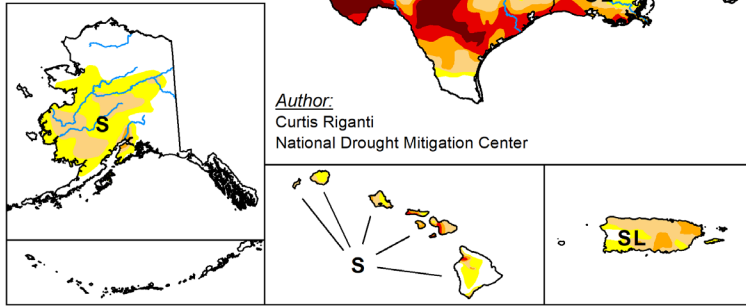 S
Author:
Curtis Riganti
National Drought Mitigation Center
S
SL